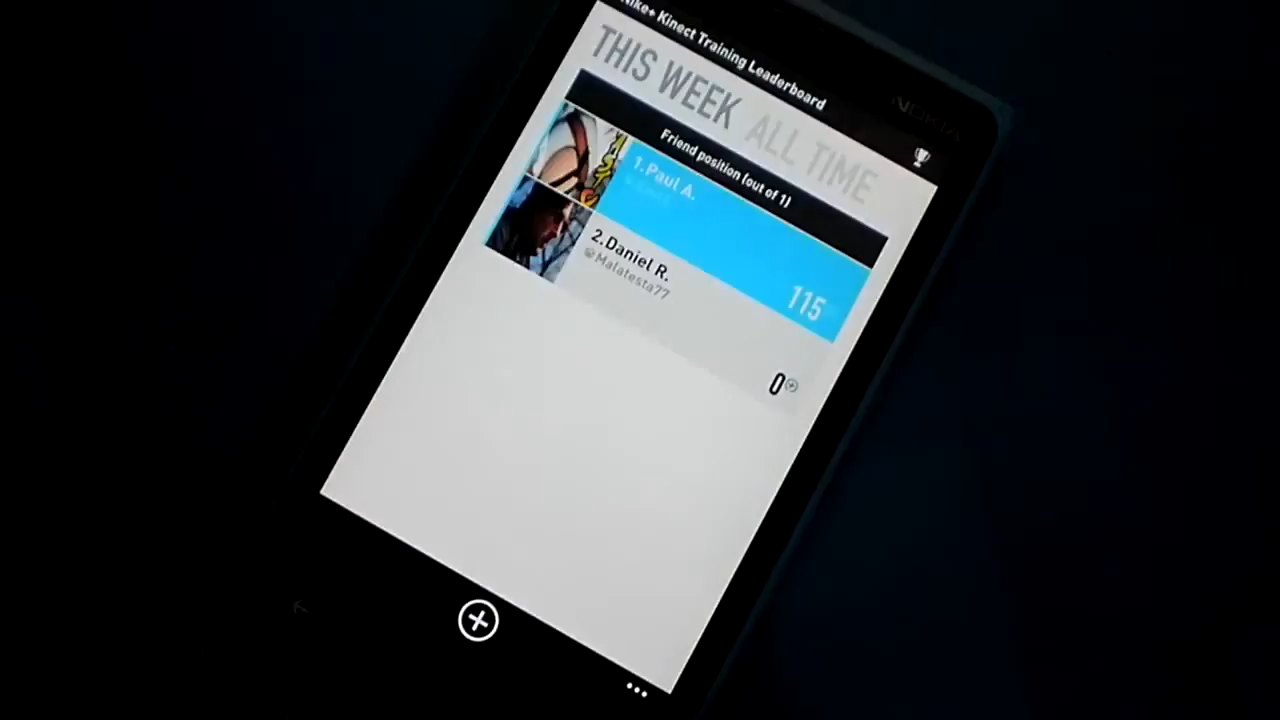 Nike+ Kinect Training Leaderboard
NOKIA
THIS WEEK ALL TIME
Friend position (out of 1)
1.Paul A.
115
2.Daniel R.
@Malatesta77
0